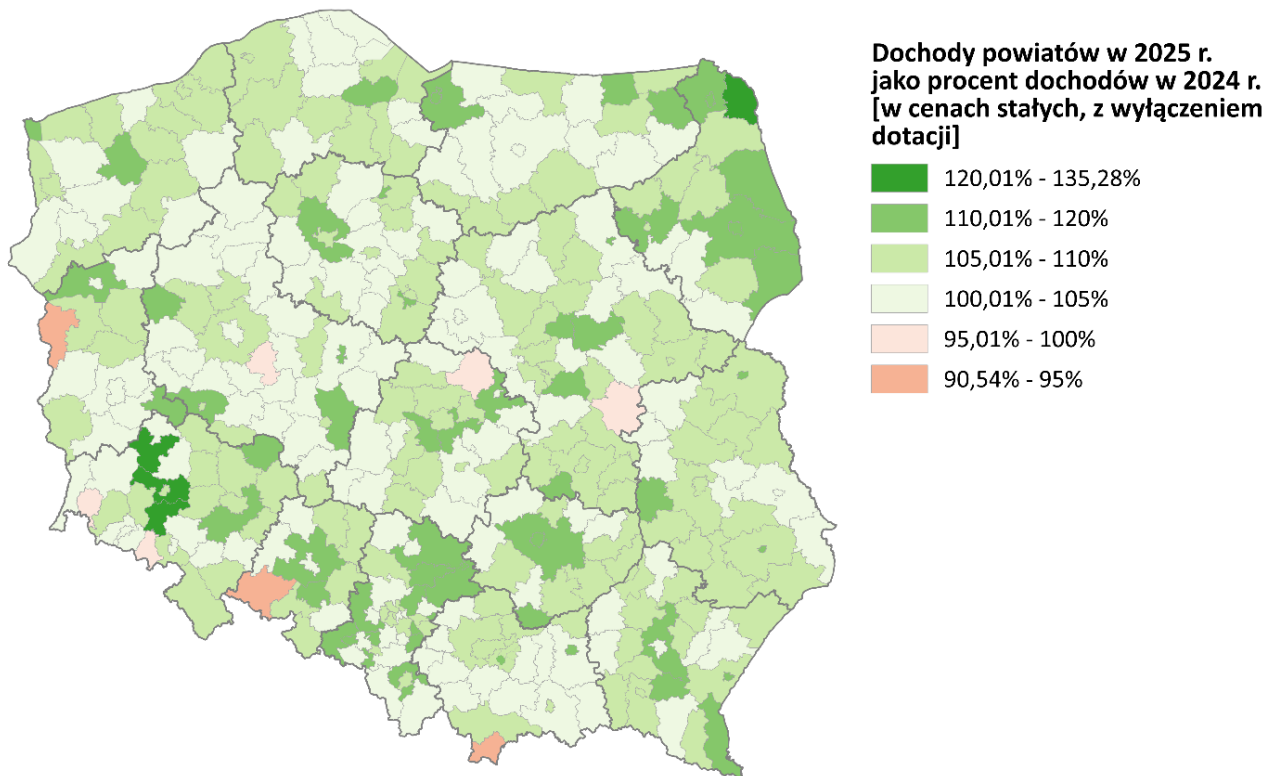 Dochody powiatów w 2025 r.
jako procent dochodów w 2024 r.
[w cenach stałych, z wyłączeniem
dotacji]
120,01% - 135,28%
110,01% - 120%
105,01% - 110%
100,01% - 105%
95,01% - 100%
90,54% - 95%